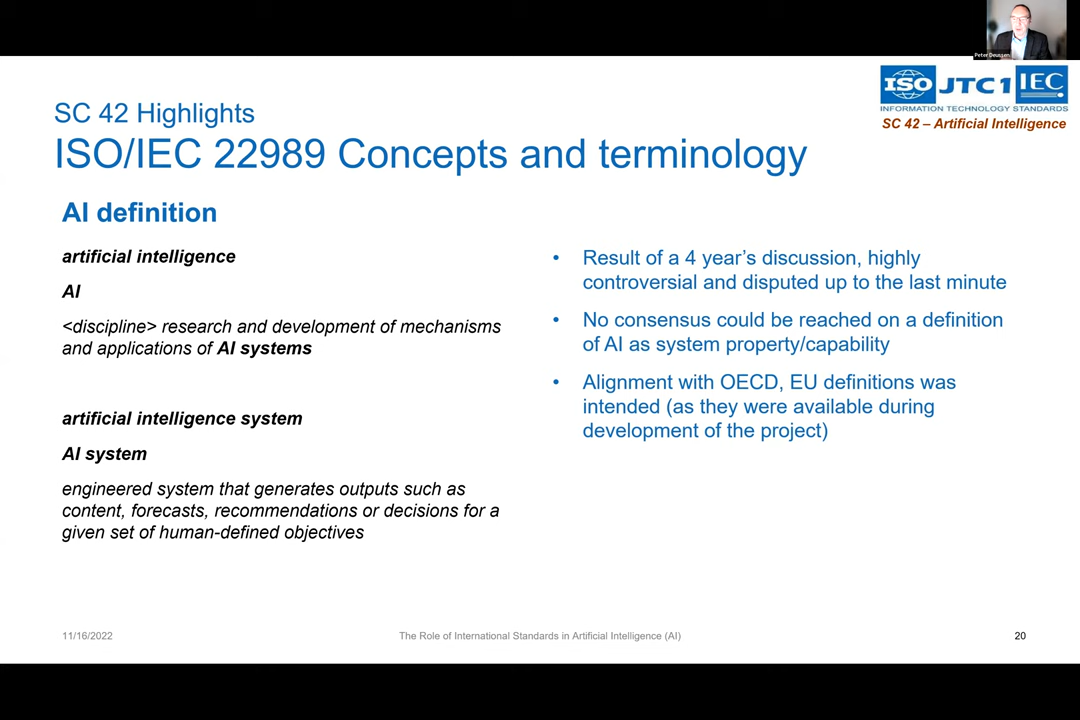 Peter Deussen
ISO JTC 1 IEC
INFORMATION TECHNOLOGY STANDARDS
SC 42 – Artificial Intelligence
SC 42 Highlights
ISO/IEC 22989 Concepts and terminology
AI definition
artificial intelligence
AI
<discipline> research and development of mechanisms
and applications of AI systems
artificial intelligence system
AI system
engineered system that generates outputs such as
content, forecasts, recommendations or decisions for a
given set of human-defined objectives
• Result of a 4 year’s discussion, highly
controversial and disputed up to the last minute
• No consensus could be reached on a definition
of AI as system property/capability
• Alignment with OECD, EU definitions was
intended (as they were available during
development of the project)
11/16/2022
The Role of International Standards in Artificial Intelligence (AI)
20